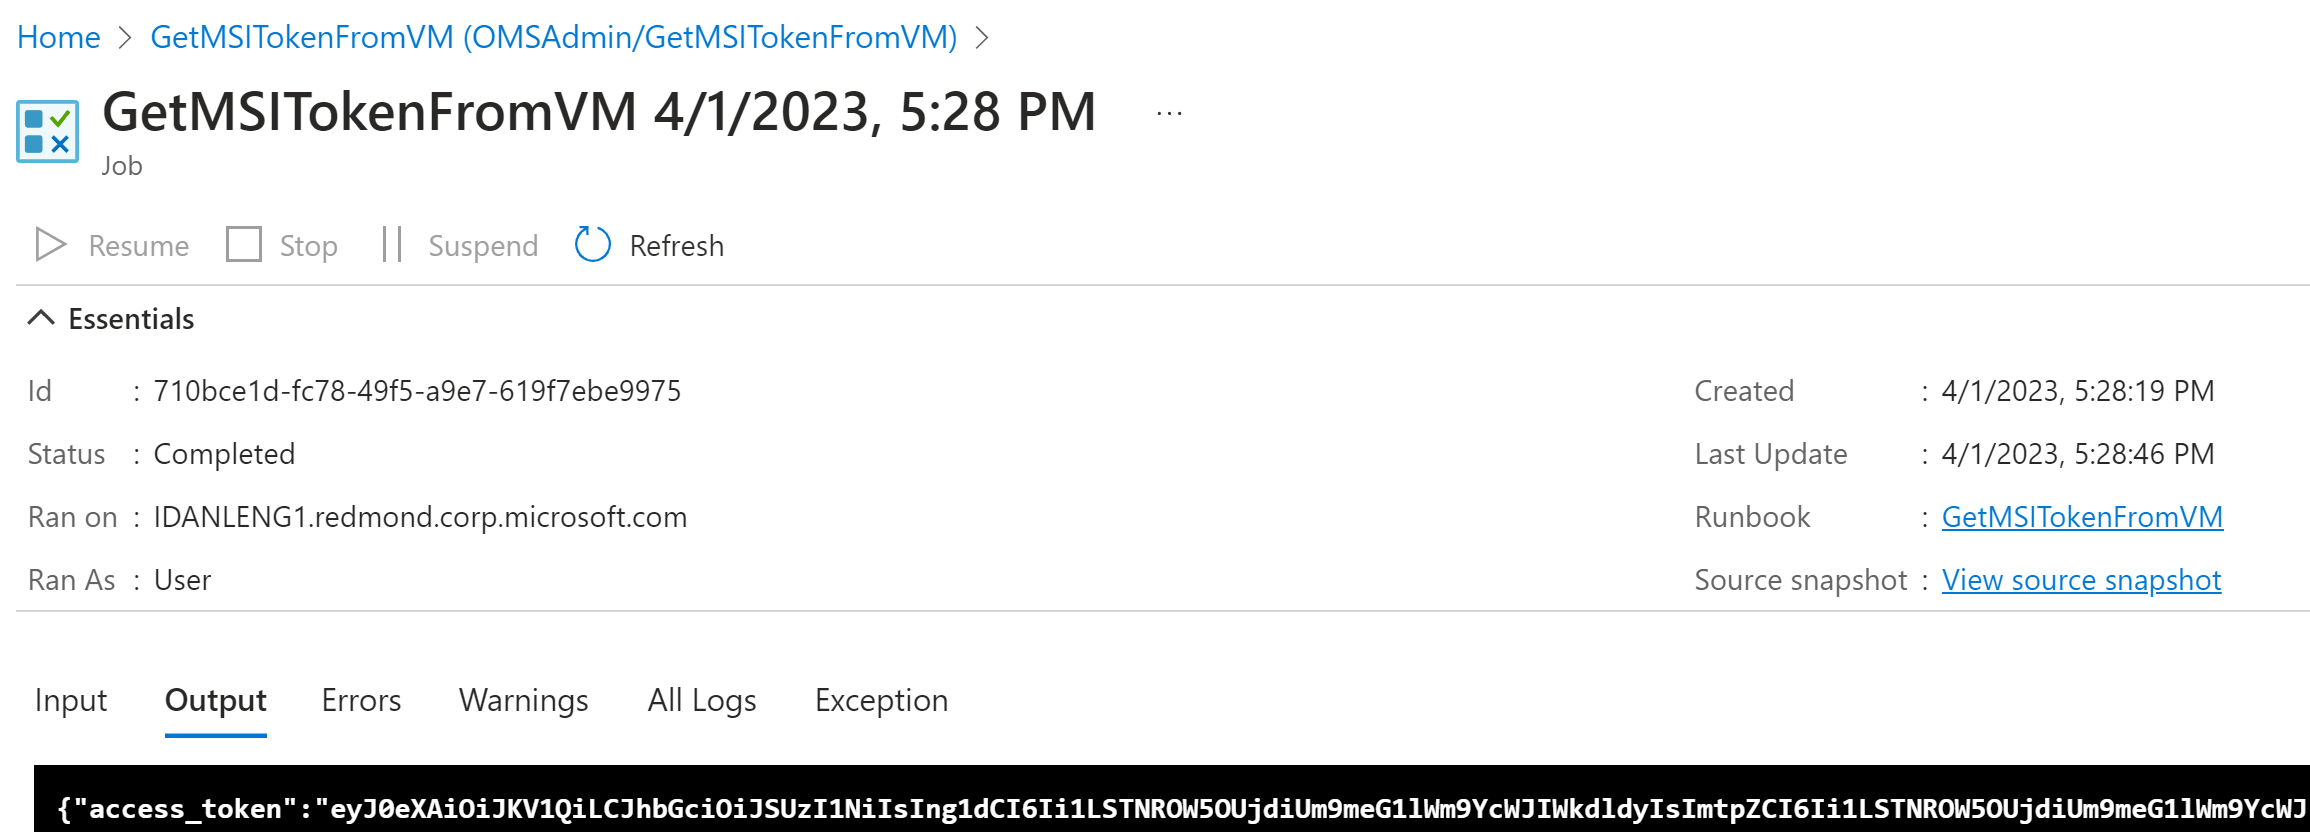 Home > GetMSITokenFromVM (OMSAdmin/GetMSITokenFromVM) >
GetMSITokenFromVM 4/1/2023, 5:28 PM ...
Job
Resume Stop Suspend Refresh
Essentials
Id : 710bce1d-fc78-49f5-a9e7-619f7ebe9975 Created : 4/1/2023, 5:28:19 PM
Status : Completed Last Update : 4/1/2023, 5:28:46 PM
Ran on : IDANLENG1.redmond.corp.microsoft.com Runbook : GetMSITokenFromVM
Ran As : User Source snapshot : View source snapshot
Input Output Errors Warnings All Logs Exception
{"access_token":"eyJ0eXAiOiJKV1QiLCJhbGciOiJSUzI1NiIsIng1dCI6Ii1LSTNROW5OUjdiUm9meG1lWm9YcWJIWkdldyIsImtpZCI6Ii1LSTNROW5OUjdiUm9meG1lWm9YcWJ